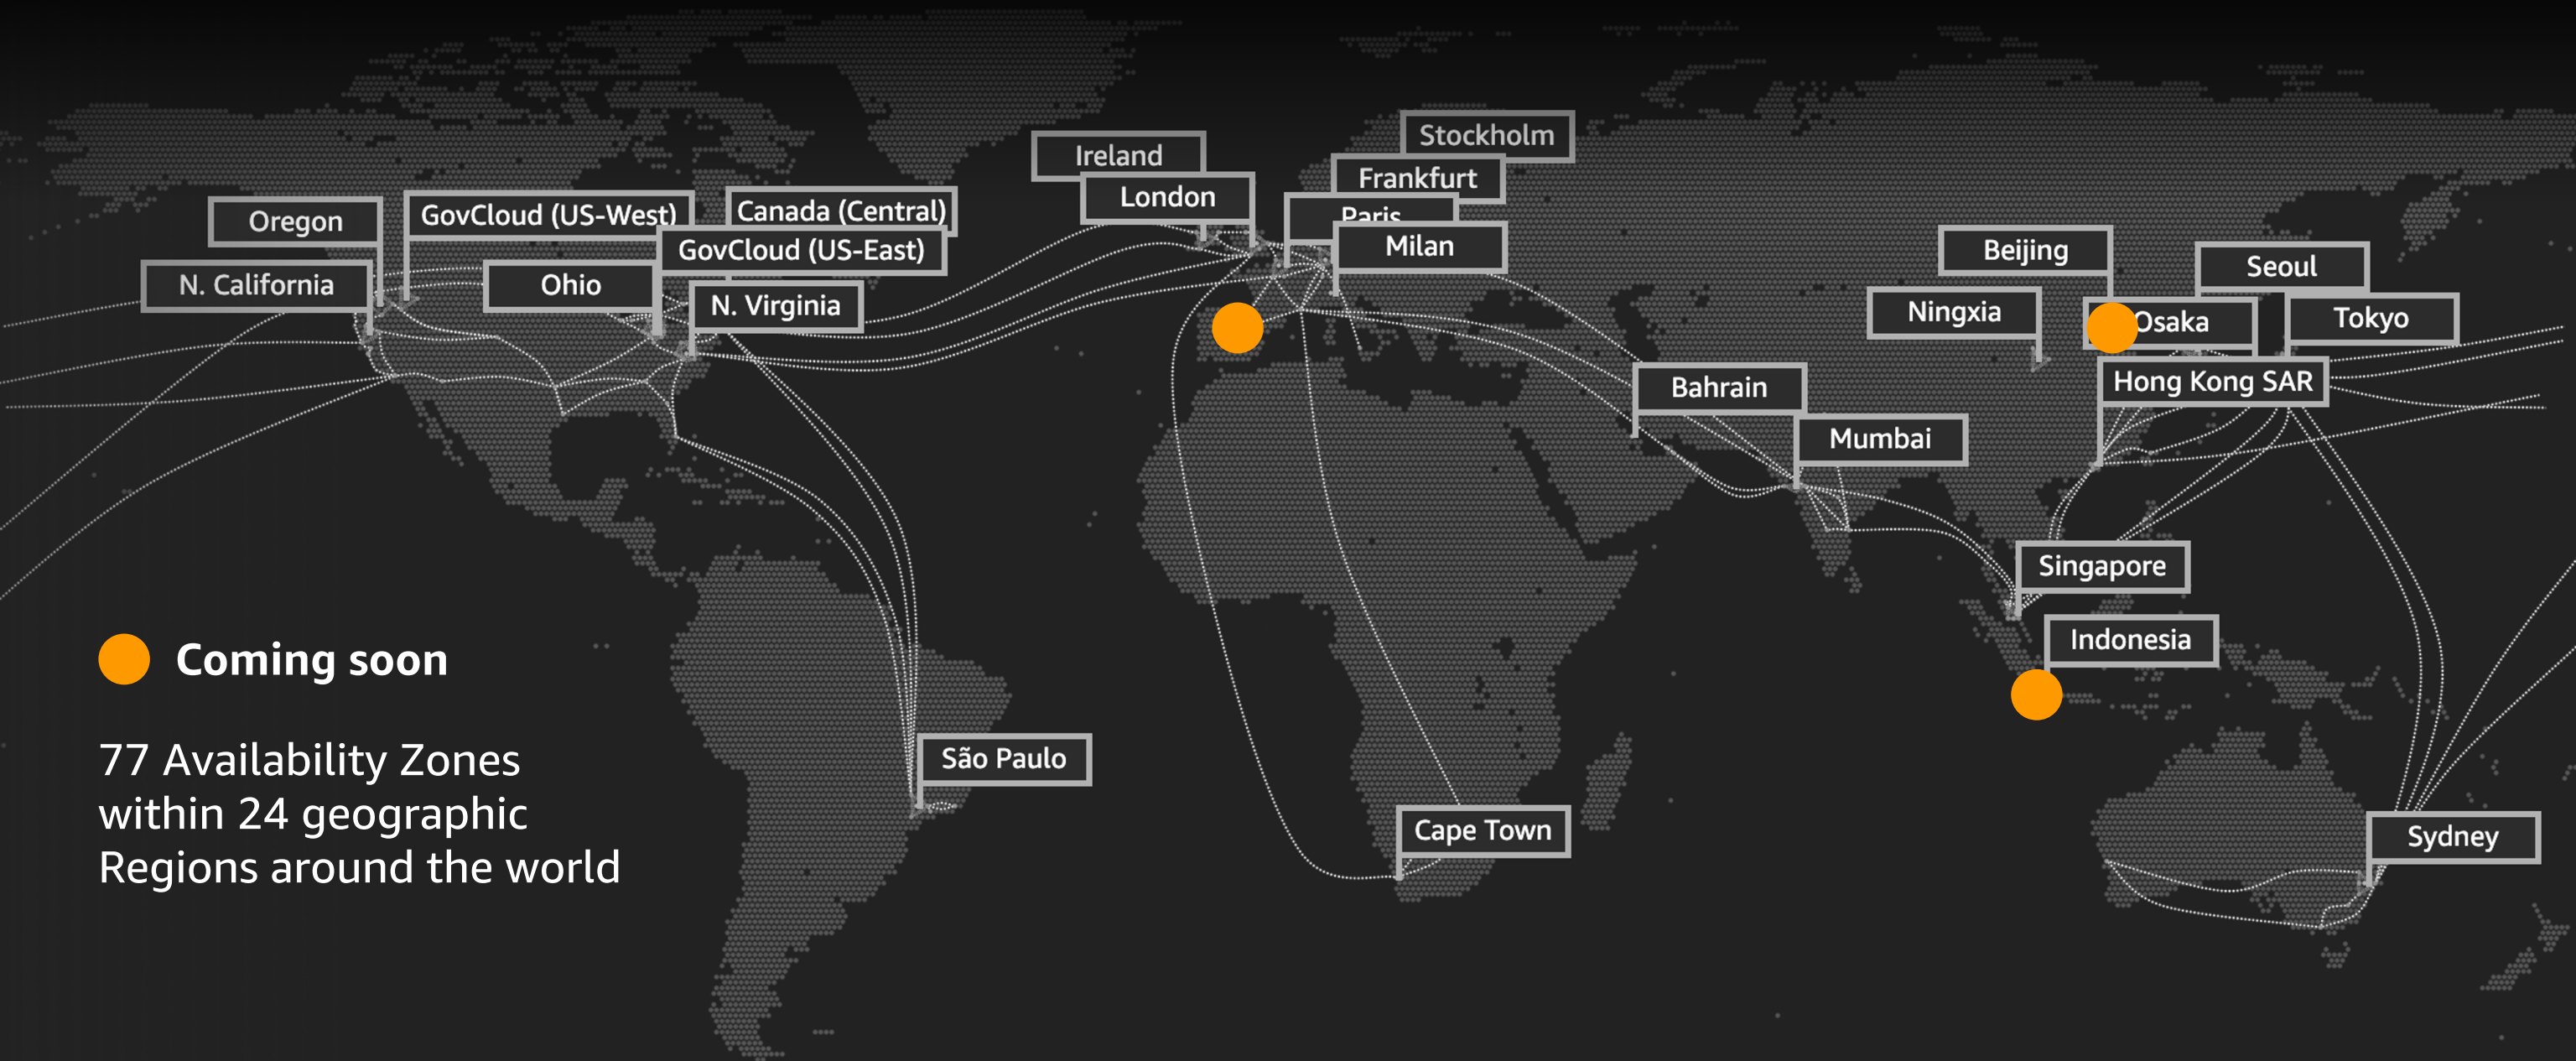 Stockholm
Ireland
Frankfurt
London
Paris
Oregon
GovCloud (US-West)
Canada (Central)
GovCloud (US-East)
Milan
Beijing
Seoul
N. California
Ohio
N. Virginia
Ningxia
Osaka
Tokyo
Bahrain
Hong Kong SAR
Mumbai
Singapore
Indonesia
Coming soon
São Paulo
77 Availability Zones
within 24 geographic
Regions around the world
Cape Town
Sydney